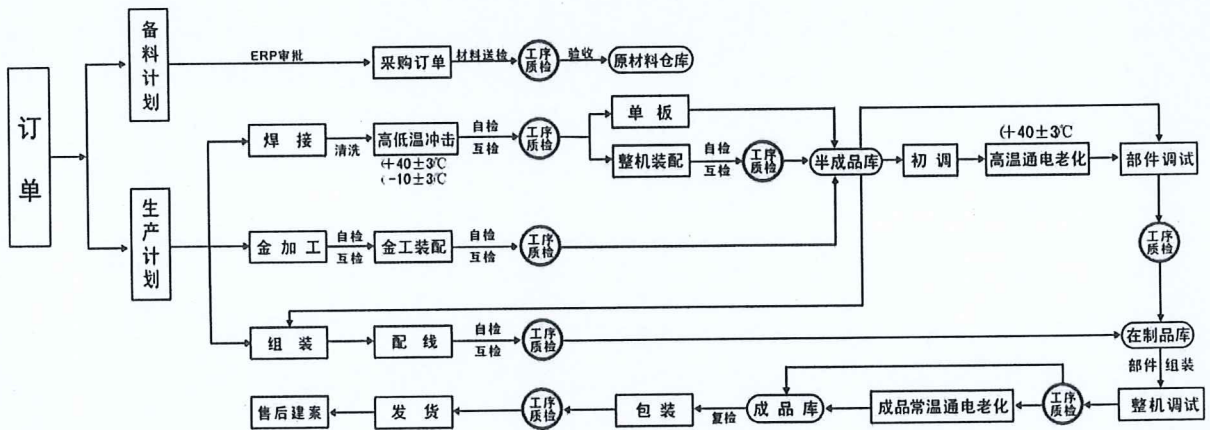 订单
备料计划
ERP审批
采购订单
材料送检
工序质检
验收
原材料仓库
生产计划
焊接
清洗
高低温冲击
(+40±3℃
(-10±3℃
自检
互检
工序质检
单板
整机装配
自检
互检
工序质检
半成品库
初调
(+40±3℃
高温通电老化
部件调试
工序质检
金加工
自检
互检
金工装配
自检
互检
工序质检
组装
配线
自检
互检
工序质检
在制品库
部件 组装
整机调试
工序质检
成品常温通电老化
成品库
复检
包装
工序质检
发货
售后建案